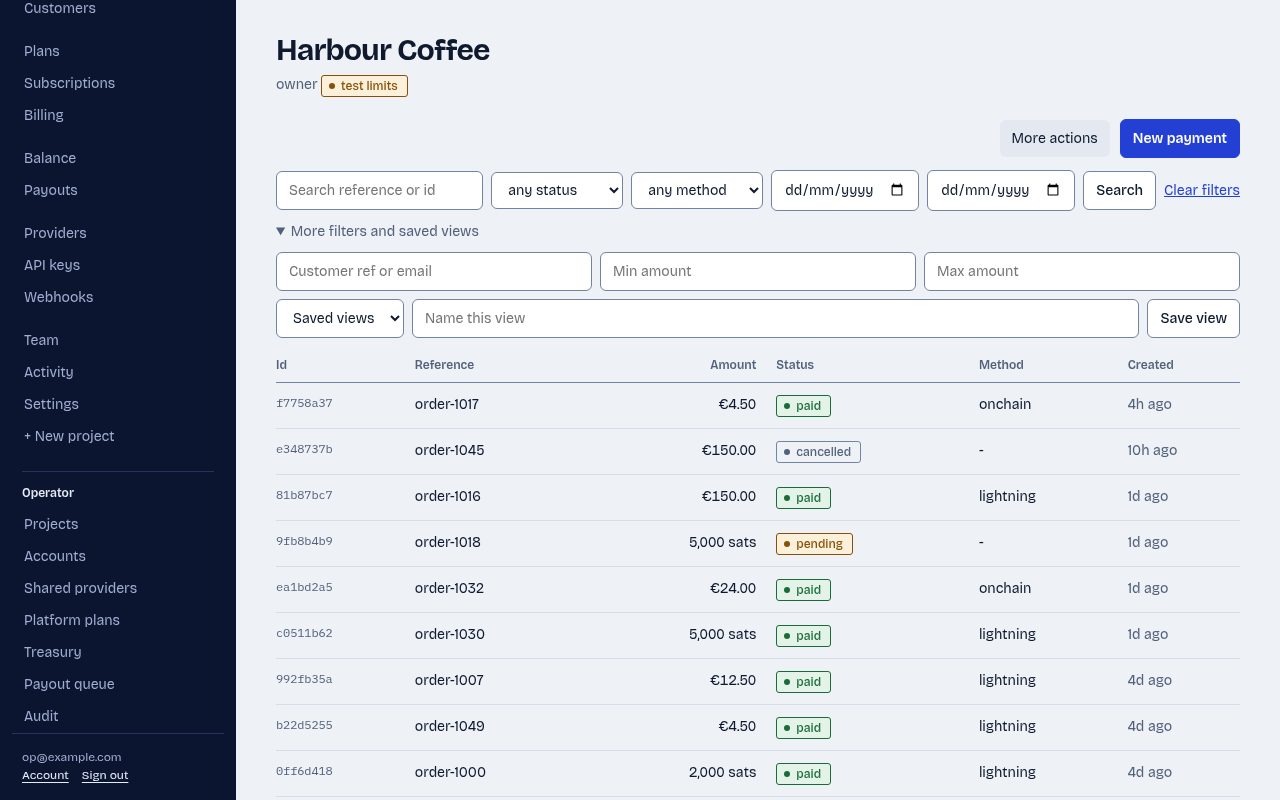 Customers
Plans
Subscriptions
Billing
Balance
Payouts
Providers
API keys
Webhooks
Team
Activity
Settings
+ New project
Operator
Projects
Accounts
Shared providers
Platform plans
Treasury
Payout queue
Audit
op@example.com
Account Sign out
Harbour Coffee
owner test limits
More actions New payment
Search reference or id any status any method dd/mm/yyyy dd/mm/yyyy Search Clear filters
▼ More filters and saved views
Customer ref or email Min amount Max amount
Saved views Name this view Save view
Id Reference Amount Status Method Created
f7758a37 order-1017 €4.50 paid onchain 4h ago
e348737b order-1045 €150.00 cancelled - 10h ago
81b87bc7 order-1016 €150.00 paid lightning 1d ago
9fb8b4b9 order-1018 5,000 sats pending - 1d ago
ea1bd2a5 order-1032 €24.00 paid onchain 1d ago
c0511b62 order-1030 5,000 sats paid lightning 1d ago
992fb35a order-1007 €12.50 paid lightning 4d ago
b22d5255 order-1049 €4.50 paid lightning 4d ago
0ff6d418 order-1000 2,000 sats paid lightning 4d ago